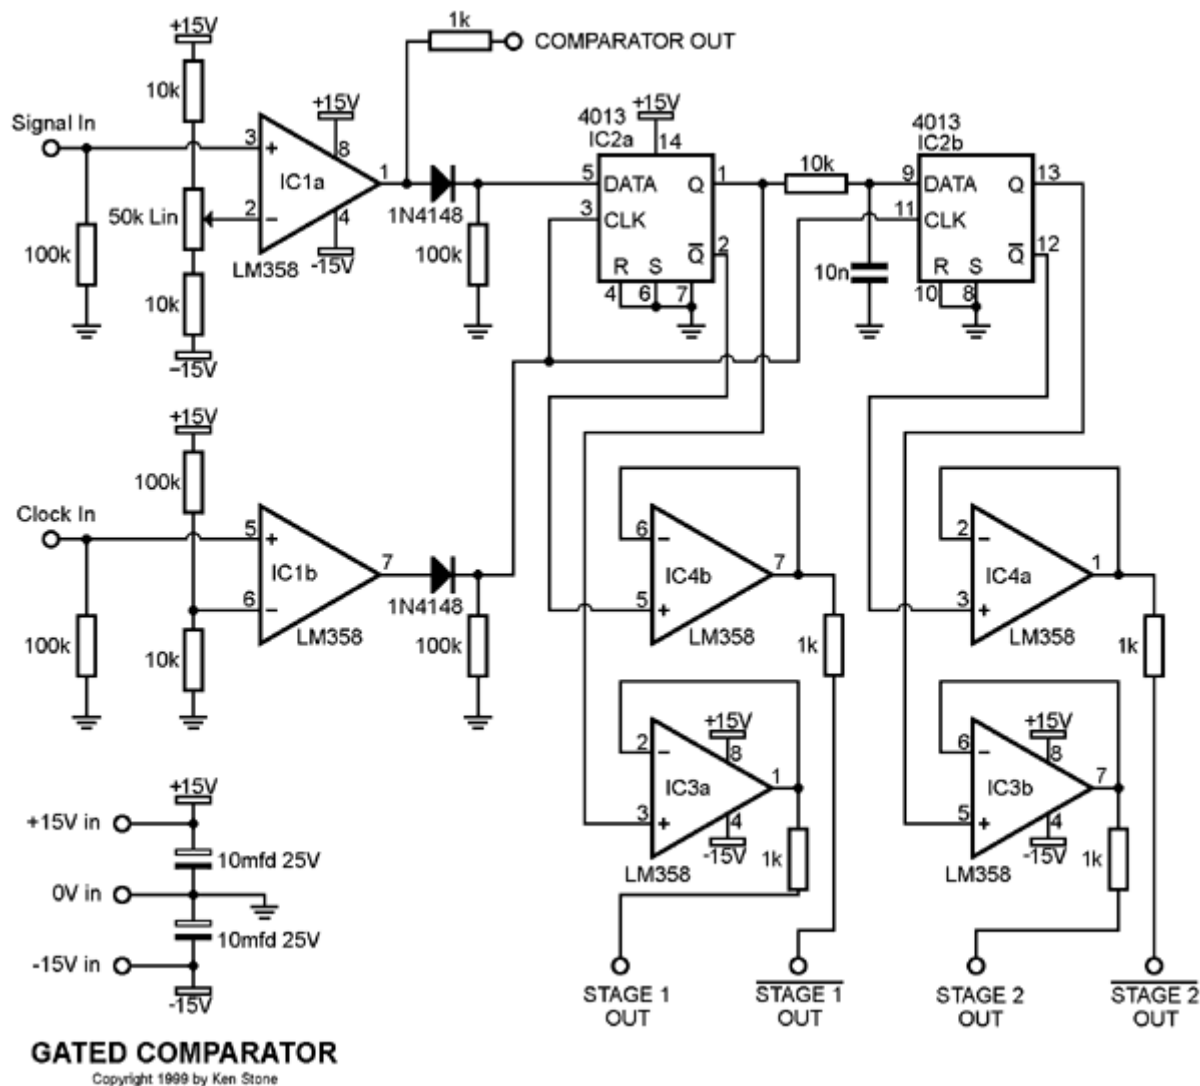 +15V
1k
COMPARATOR OUT
10k
Signal In
3
+
+15V
8
IC1a
1
50k Lin
2
−
4
-15V
LM358
100k
10k
−15V
1N4148
100k
4013
IC2a
+15V
14
5
DATA
Q
1
3
CLK
2
Q̅
R
S
4
6
7
10k
4013
IC2b
9
DATA
Q
13
11
CLK
12
Q̅
R
S
10
8
10n
+15V
100k
Clock In
5
+
IC1b
7
6
−
LM358
1N4148
100k
10k
100k
6
−
IC4b
7
5
+
LM358
1k
2
−
IC4a
1
3
+
LM358
1k
2
−
+15V
8
IC3a
1
3
+
4
-15V
LM358
1k
6
−
+15V
8
IC3b
7
5
+
4
-15V
LM358
1k
+15V
+15V in
10mfd 25V
0V in
10mfd 25V
-15V in
-15V
STAGE 1
OUT
STAGE 1
OUT
STAGE 2
OUT
STAGE 2
OUT
GATED COMPARATOR
Copyright 1999 by Ken Stone